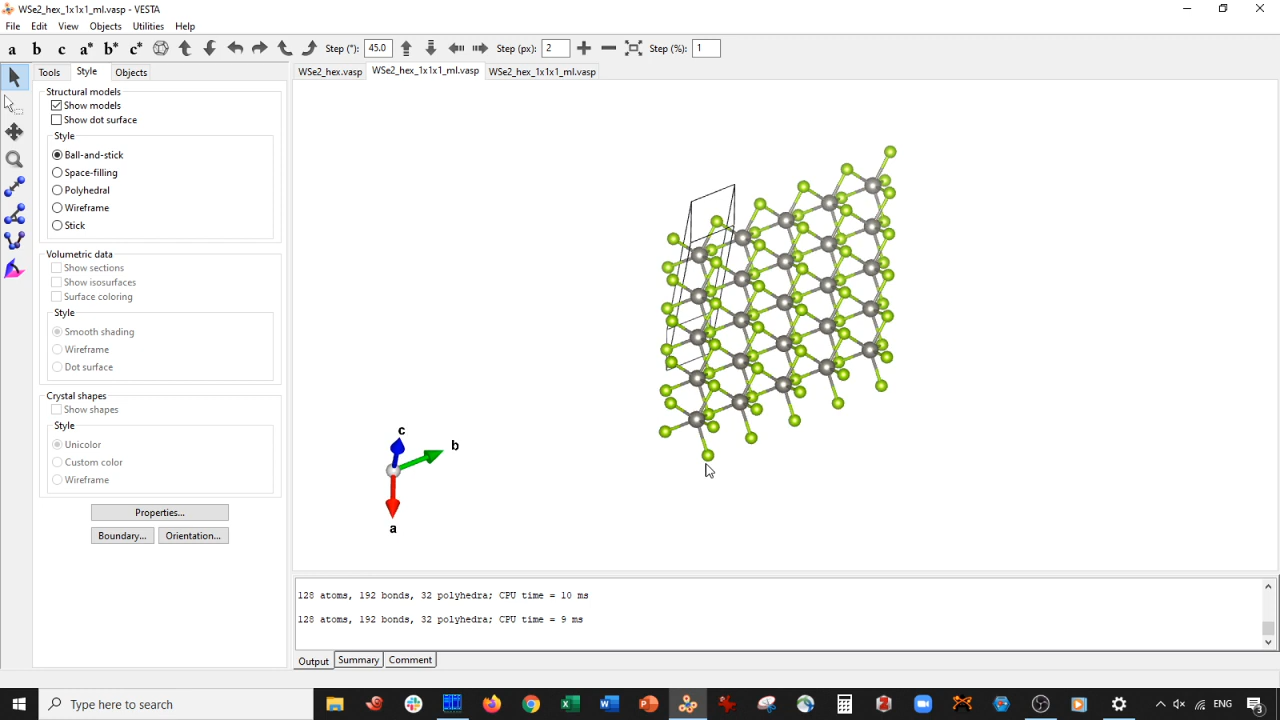 WSe2_hex_1x1x1_ml.vasp - VESTA
File Edit View Objects Utilities Help
a b c a* b* c* Step (°): 45.0 Step (px): 2 Step (%): 1
Tools Style Objects
WSe2_hex.vasp WSe2_hex_1x1x1_ml.vasp WSe2_hex_1x1x1_ml.vasp
Structural models
Show models
Show dot surface
Style
Ball-and-stick
Space-filling
Polyhedral
Wireframe
Stick
Volumetric data
Show sections
Show isosurfaces
Surface coloring
Style
Smooth shading
Wireframe
Dot surface
Crystal shapes
Show shapes
Style
Unicolor
Custom color
Wireframe
Properties...
Boundary... Orientation...
c
b
a
128 atoms, 192 bonds, 32 polyhedra; CPU time = 10 ms
128 atoms, 192 bonds, 32 polyhedra; CPU time = 9 ms
Output Summary Comment
Type here to search
ENG
3